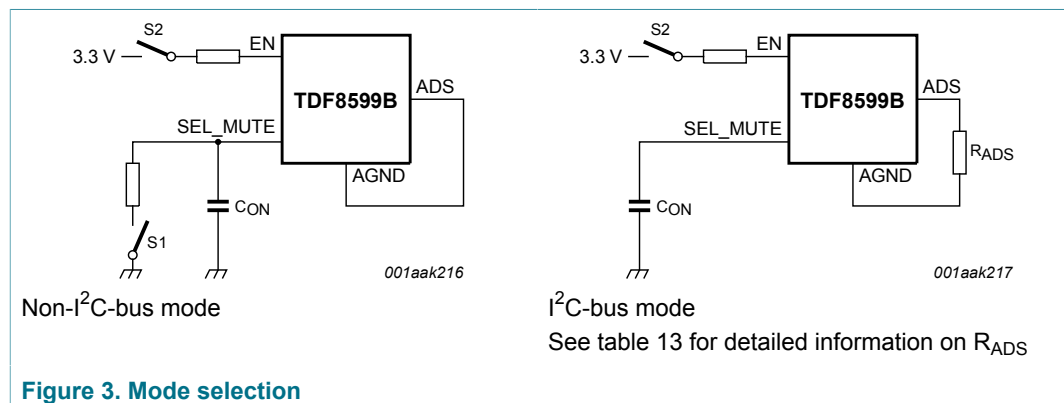 S2
3.3 V
EN
TDF8599B
ADS
SEL_MUTE
AGND
CON
S1
001aak216
Non-I²C-bus mode
S2
3.3 V
EN
TDF8599B
ADS
SEL_MUTE
RADS
AGND
CON
001aak217
I²C-bus mode
See table 13 for detailed information on RADS
Figure 3. Mode selection